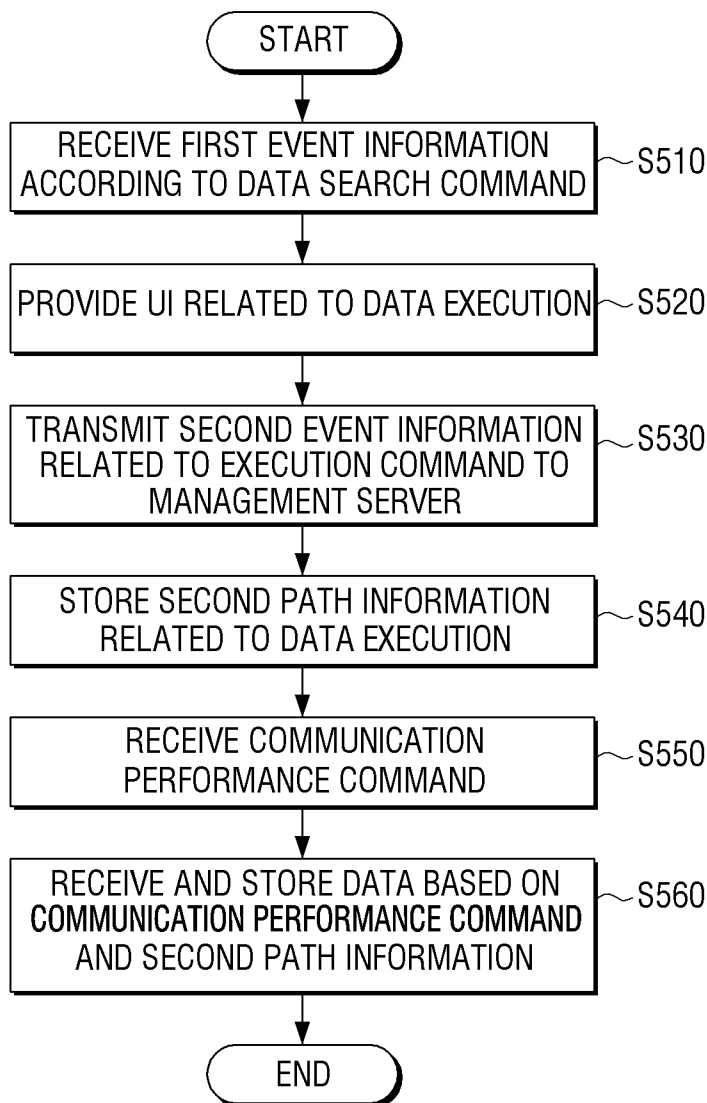 START
RECEIVE FIRST EVENT INFORMATION
ACCORDING TO DATA SEARCH COMMAND
S510
PROVIDE UI RELATED TO DATA EXECUTION
S520
TRANSMIT SECOND EVENT INFORMATION
RELATED TO EXECUTION COMMAND TO
MANAGEMENT SERVER
S530
STORE SECOND PATH INFORMATION
RELATED TO DATA EXECUTION
S540
RECEIVE COMMUNICATION
PERFORMANCE COMMAND
S550
RECEIVE AND STORE DATA BASED ON
COMMUNICATION PERFORMANCE COMMAND
AND SECOND PATH INFORMATION
S560
END